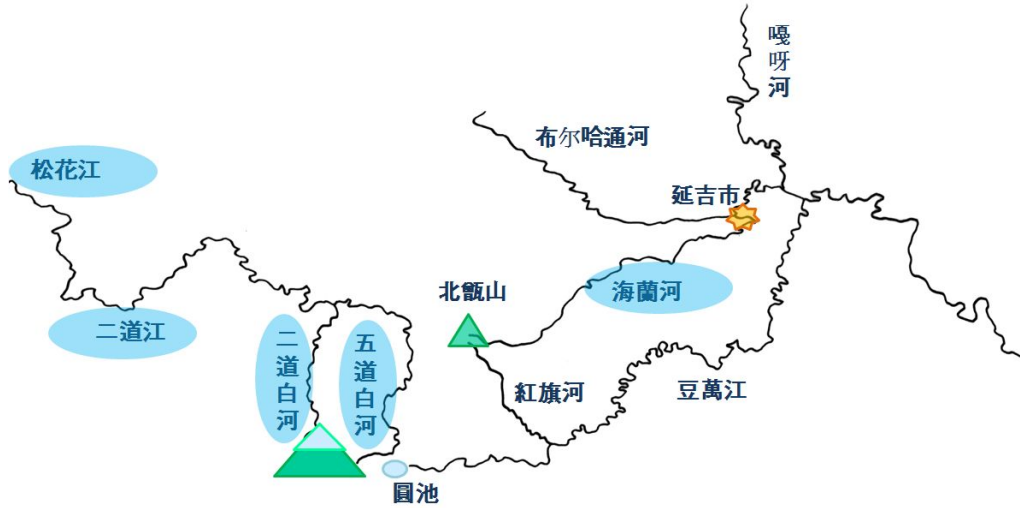 嘎呀河
布尔哈通河
松花江
延吉市
北甑山
海蘭河
二道江
二道白河
五道白河
紅旗河
豆萬江
圓池